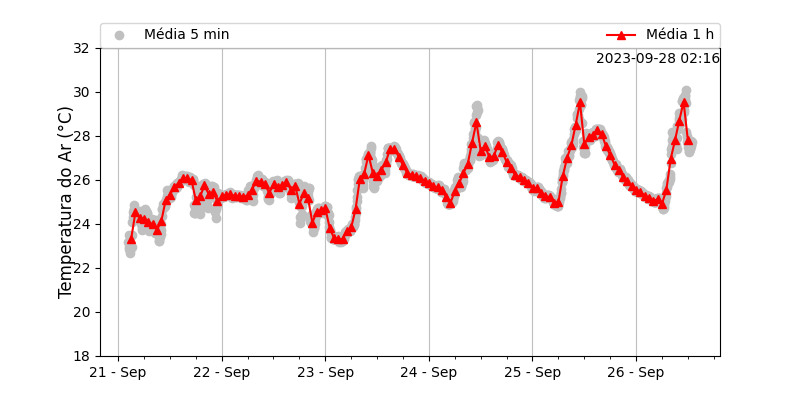 Média 5 min
Média 1 h
2023-09-28 02:16
Temperatura do Ar (°C)
32
30
28
26
24
22
20
18
21 - Sep
22 - Sep
23 - Sep
24 - Sep
25 - Sep
26 - Sep